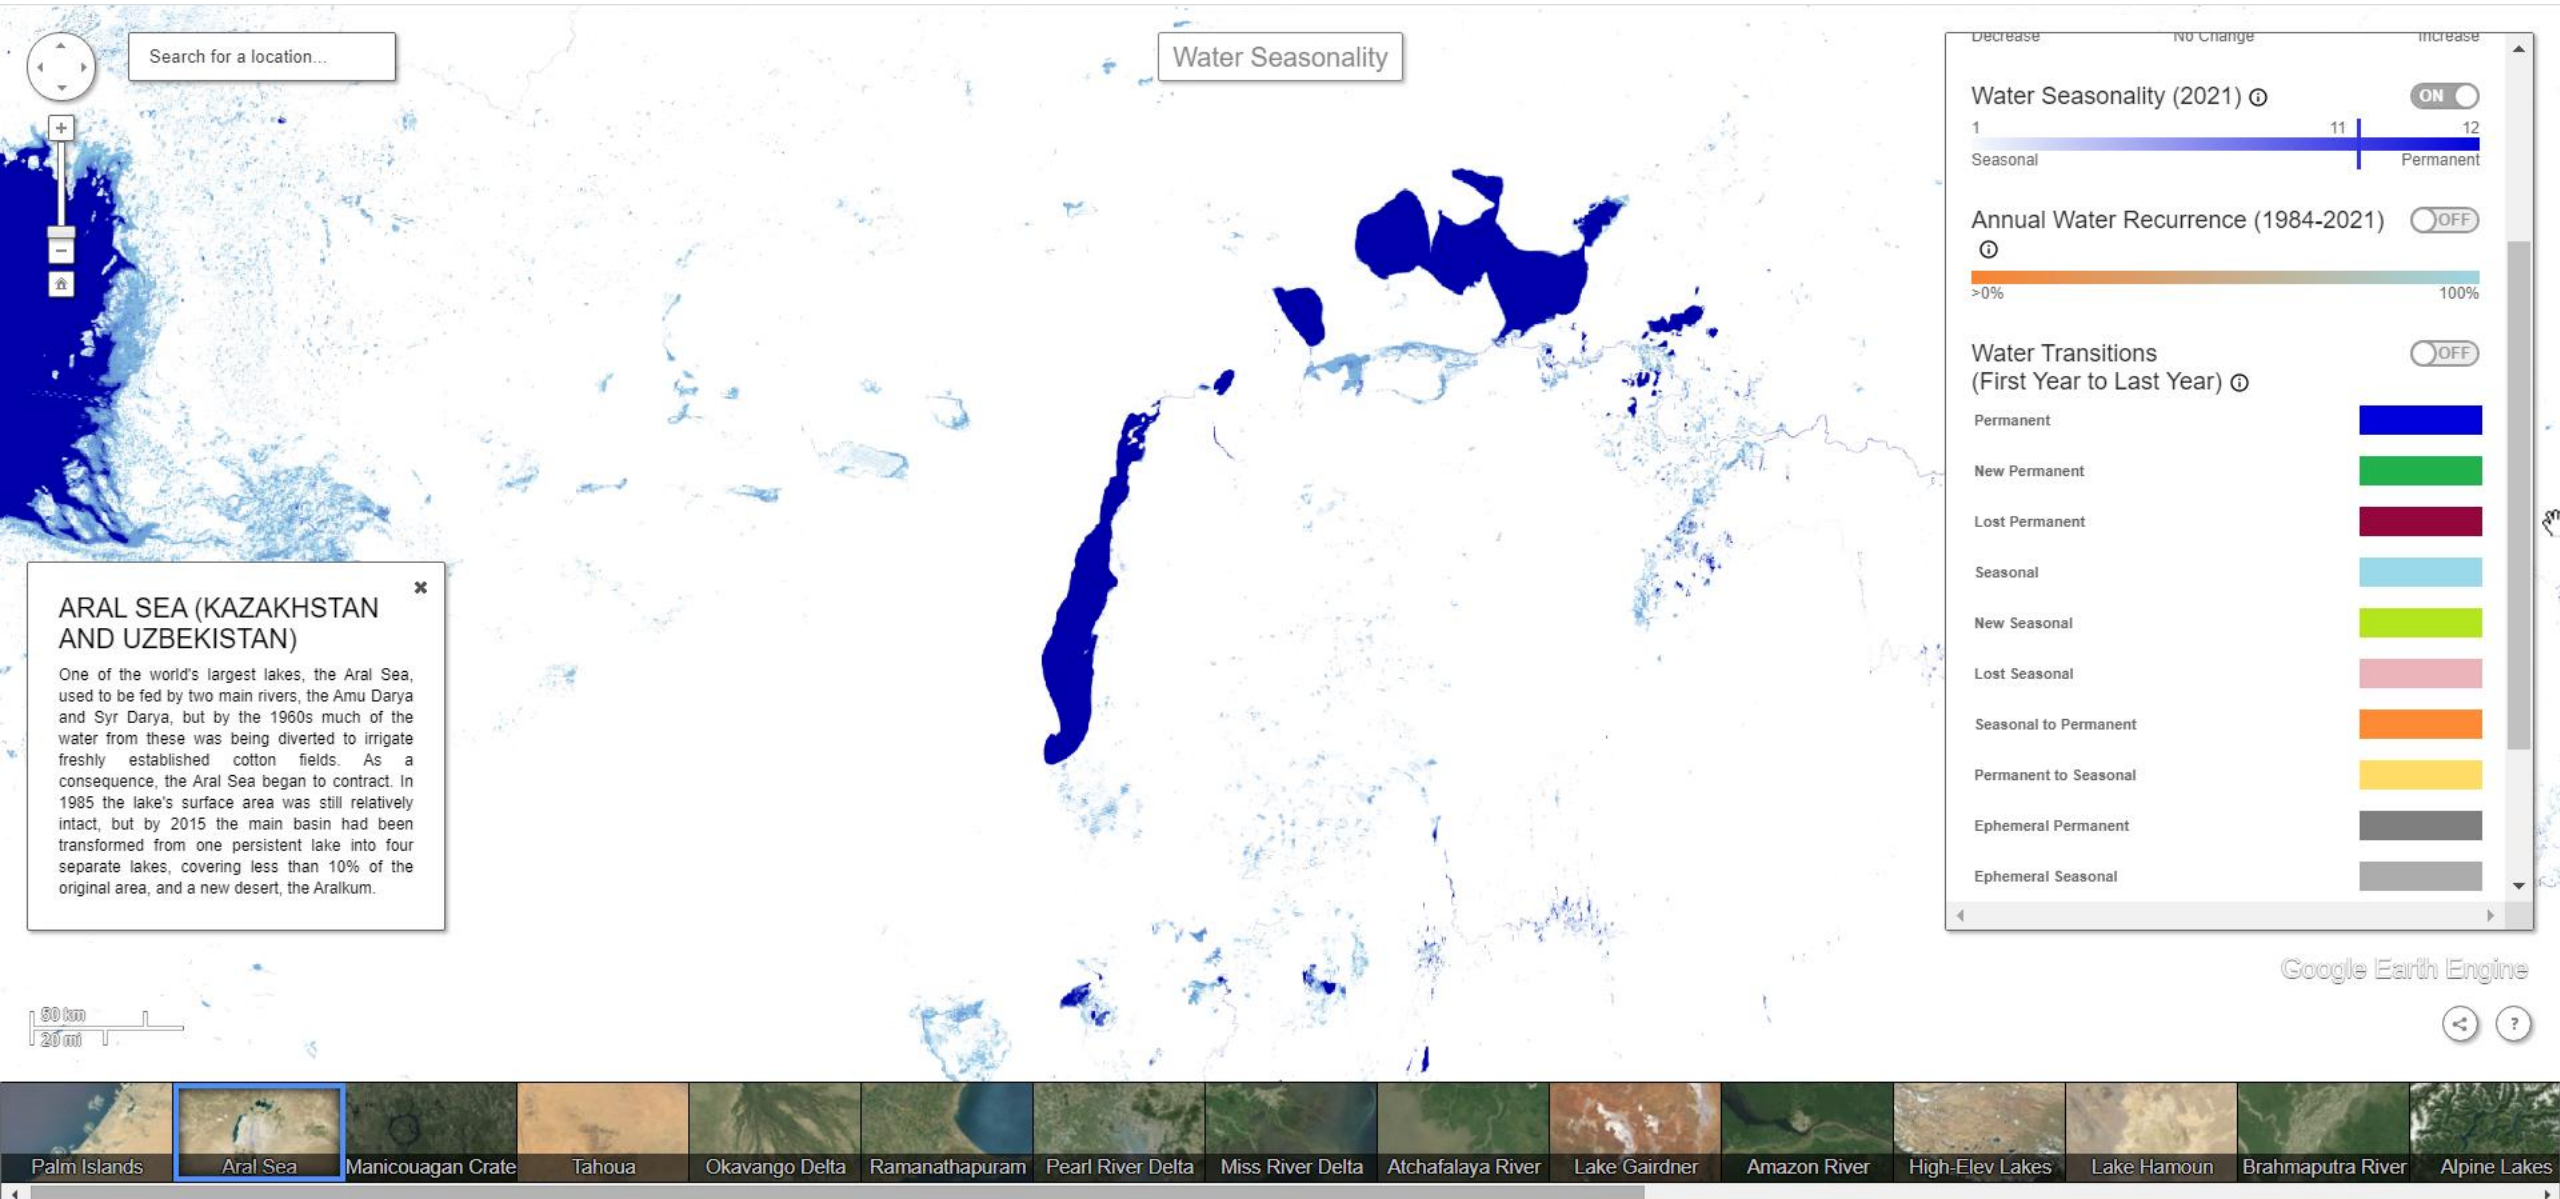 Search for a location...
Water Seasonality
Decrease No Change Increase
Water Seasonality (2021)
ON
1 11 12
Seasonal Permanent
Annual Water Recurrence (1984-2021)
OFF
>0% 100%
Water Transitions
(First Year to Last Year)
OFF
Permanent
New Permanent
Lost Permanent
Seasonal
New Seasonal
Lost Seasonal
Seasonal to Permanent
Permanent to Seasonal
Ephemeral Permanent
Ephemeral Seasonal
ARAL SEA (KAZAKHSTAN
AND UZBEKISTAN)
One of the world's largest lakes, the Aral Sea,
used to be fed by two main rivers, the Amu Darya
and Syr Darya, but by the 1960s much of the
water from these was being diverted to irrigate
freshly established cotton fields. As a
consequence, the Aral Sea began to contract. In
1985 the lake's surface area was still relatively
intact, but by 2015 the main basin had been
transformed from one persistent lake into four
separate lakes, covering less than 10% of the
original area, and a new desert, the Aralkum.
Google Earth Engine
50 km
20 mi
?
Palm Islands Aral Sea Manicouagan Crate Tahoua Okavango Delta Ramanathapuram Pearl River Delta Miss River Delta Atchafalaya River Lake Gairdner Amazon River High-Elev Lakes Lake Hamoun Brahmaputra River Alpine Lakes